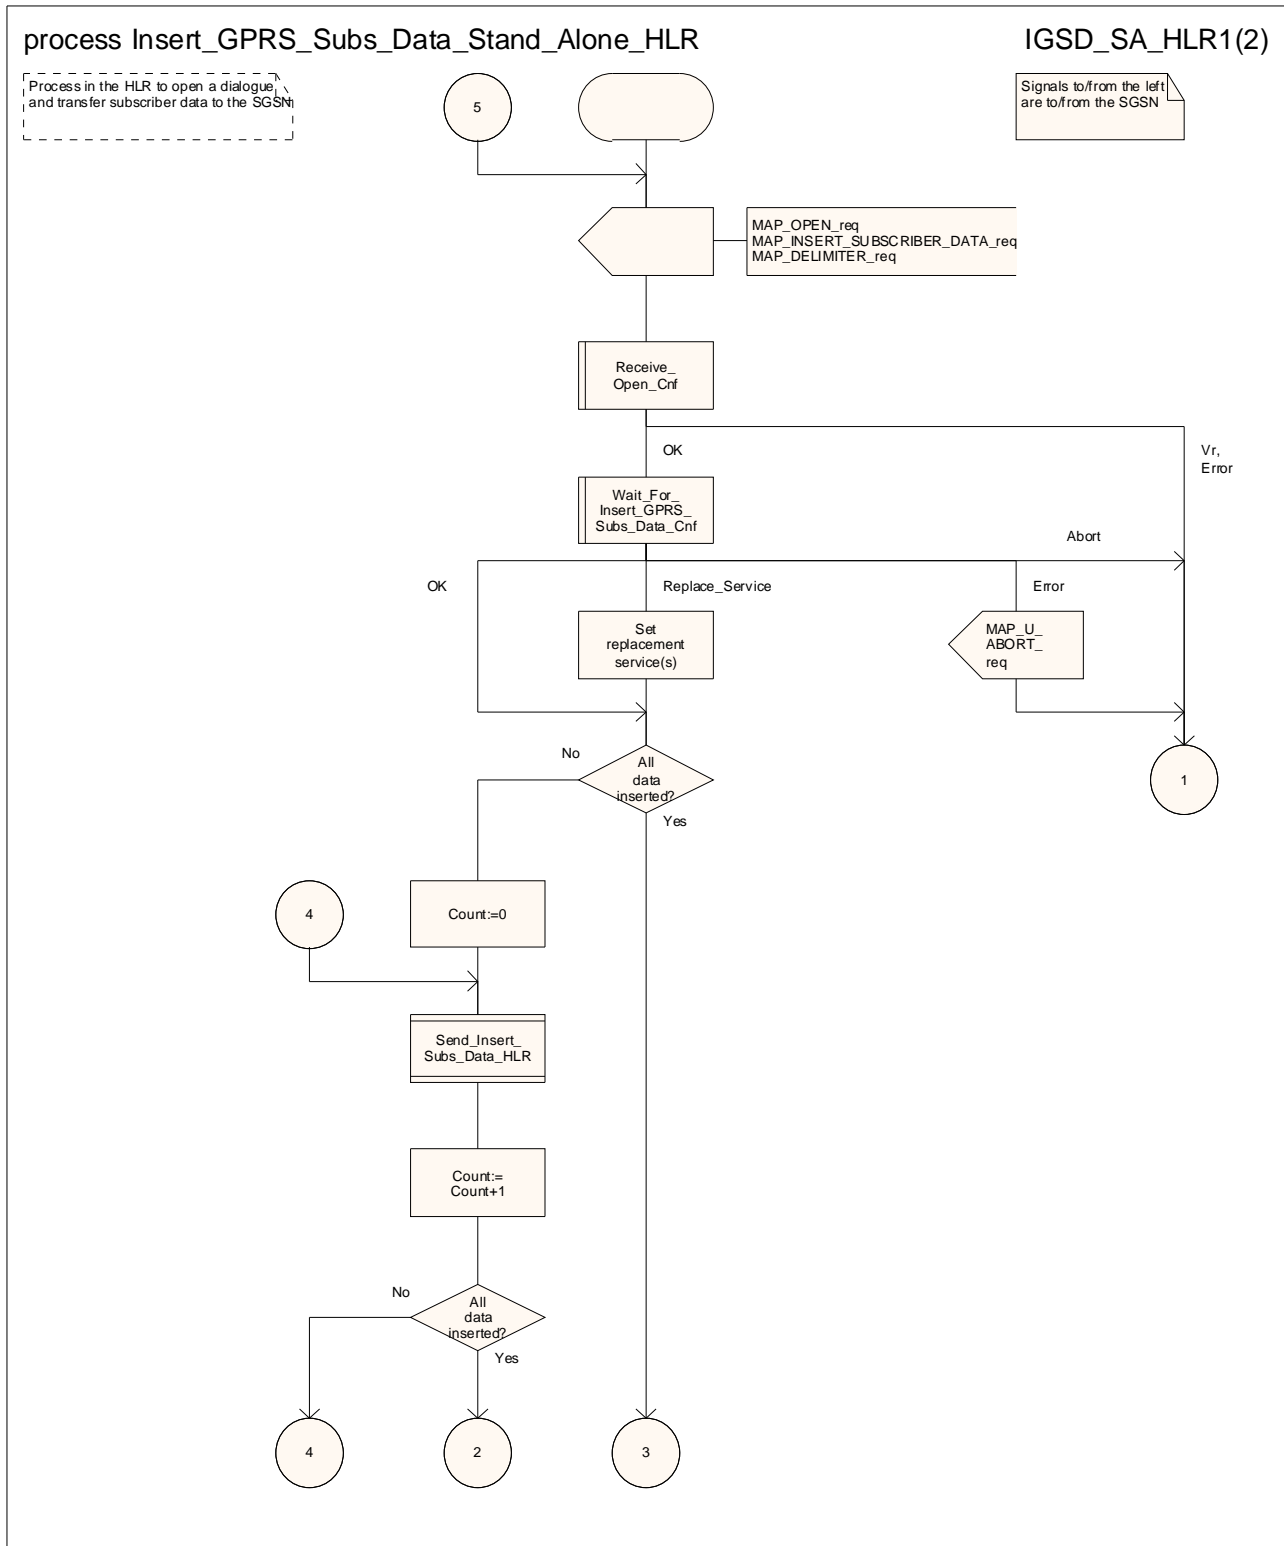 process Insert_GPRS_Subs_Data_Stand_Alone_HLR
IGSD_SA_HLR1(2)
Process in the HLR to open a dialogue
and transfer subscriber data to the SGSN
5
Signals to/from the left
are to/from the SGSN
MAP_OPEN_req
MAP_INSERT_SUBSCRIBER_DATA_req
MAP_DELIMITER_req
Receive_
Open_Cnf
OK
Vr,
Error
Wait_For_
Insert_GPRS_
Subs_Data_Cnf
Abort
OK
Replace_Service
Error
Set
replacement
service(s)
MAP_U_
ABORT_
req
No
All
data
inserted?
Yes
1
4
Count:=0
Send_Insert_
Subs_Data_HLR
Count:=
Count+1
No
All
data
inserted?
Yes
4
2
3